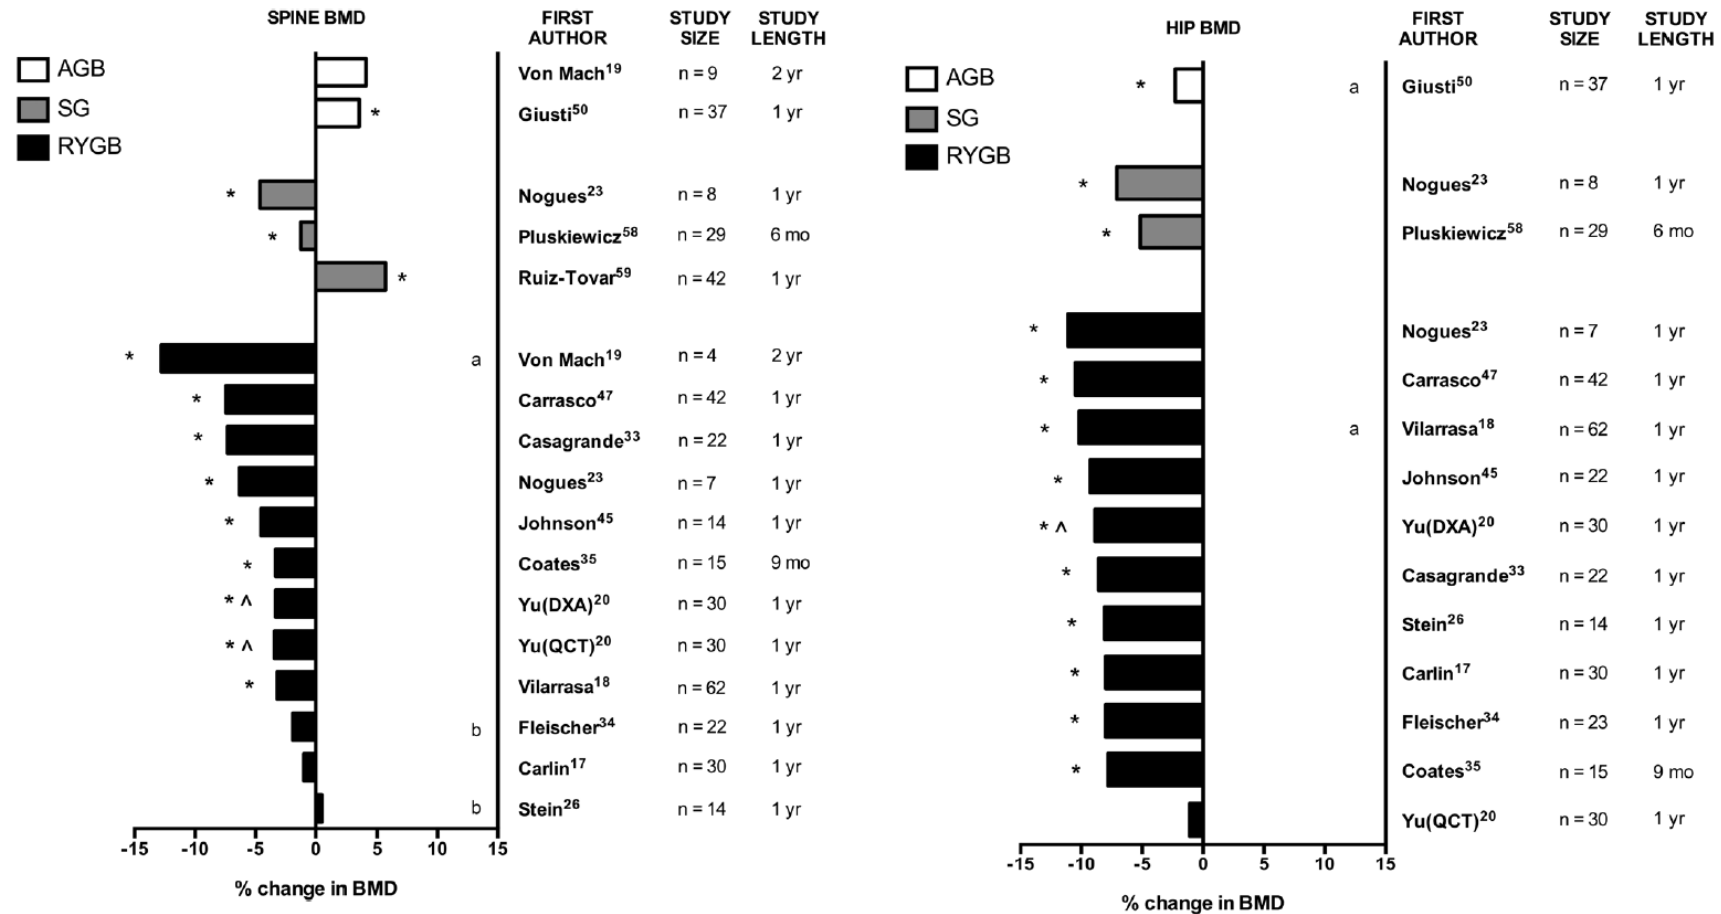 SPINE BMD
FIRST AUTHOR STUDY SIZE STUDY LENGTH
AGB
SG
RYGB
Von Mach19 n = 9 2 yr
* Giusti50 n = 37 1 yr
* Nogues23 n = 8 1 yr
* Pluskiewicz58 n = 29 6 mo
* Ruiz-Tovar59 n = 42 1 yr
* a Von Mach19 n = 4 2 yr
* Carrasco47 n = 42 1 yr
* Casagrande33 n = 22 1 yr
* Nogues23 n = 7 1 yr
* Johnson45 n = 14 1 yr
* Coates35 n = 15 9 mo
* ^ Yu(DXA)20 n = 30 1 yr
* ^ Yu(QCT)20 n = 30 1 yr
* Vilarrasa18 n = 62 1 yr
b Fleischer34 n = 22 1 yr
Carlin17 n = 30 1 yr
b Stein26 n = 14 1 yr
-15 -10 -5 0 5 10 15
% change in BMD
HIP BMD
FIRST AUTHOR STUDY SIZE STUDY LENGTH
AGB
SG
RYGB
* a Giusti50 n = 37 1 yr
* Nogues23 n = 8 1 yr
* Pluskiewicz58 n = 29 6 mo
* Nogues23 n = 7 1 yr
* Carrasco47 n = 42 1 yr
* a Vilarrasa18 n = 62 1 yr
* Johnson45 n = 22 1 yr
* ^ Yu(DXA)20 n = 30 1 yr
* Casagrande33 n = 22 1 yr
* Stein26 n = 14 1 yr
* Carlin17 n = 30 1 yr
* Fleischer34 n = 23 1 yr
* Coates35 n = 15 9 mo
Yu(QCT)20 n = 30 1 yr
-15 -10 -5 0 5 10 15
% change in BMD